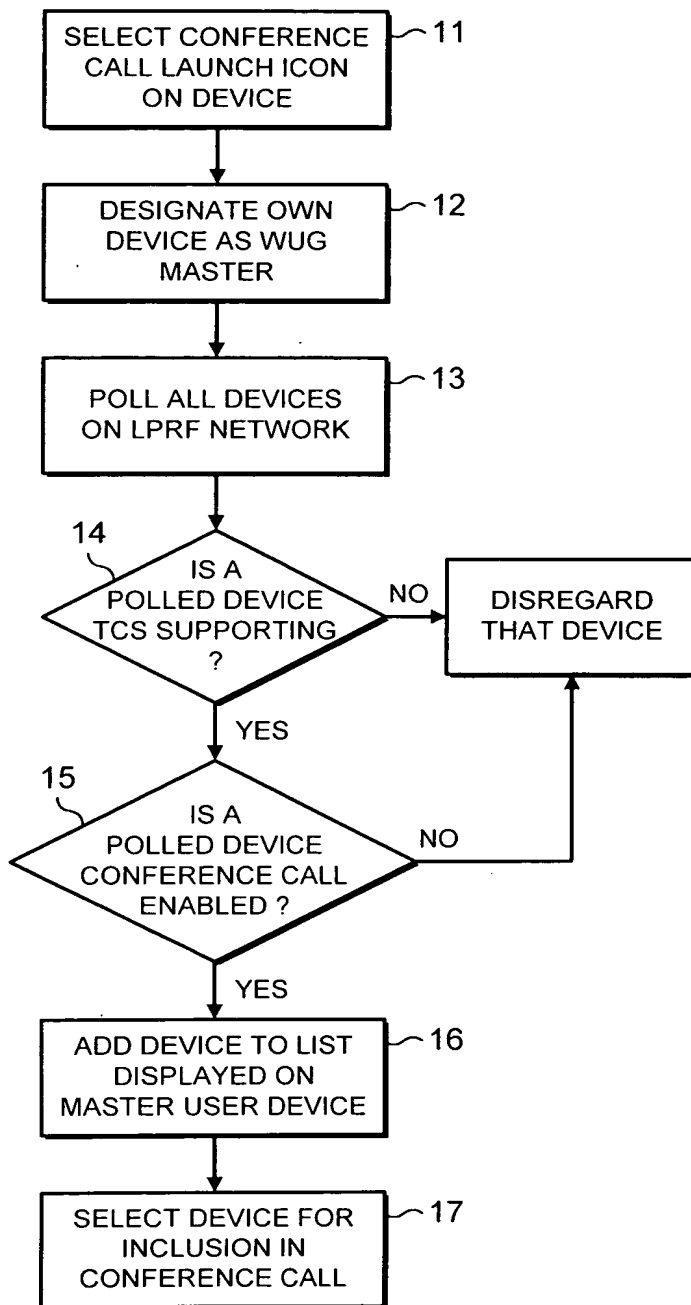 SELECT CONFERENCE
CALL LAUNCH ICON
ON DEVICE
11
DESIGNATE OWN
DEVICE AS WUG
MASTER
12
POLL ALL DEVICES
ON LPRF NETWORK
13
14
IS A
POLLED DEVICE
TCS SUPPORTING
?
NO
DISREGARD
THAT DEVICE
YES
15
IS A
POLLED DEVICE
CONFERENCE CALL
ENABLED ?
NO
YES
ADD DEVICE TO LIST
DISPLAYED ON
MASTER USER DEVICE
16
SELECT DEVICE FOR
INCLUSION IN
CONFERENCE CALL
17